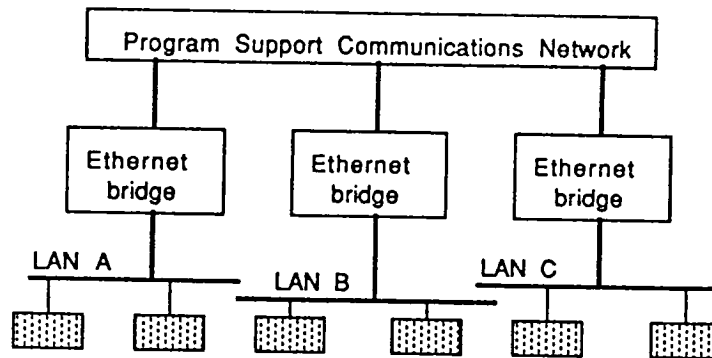 Program Support Communications Network
Ethernet
bridge
Ethernet
bridge
Ethernet
bridge
LAN A
LAN B
LAN C